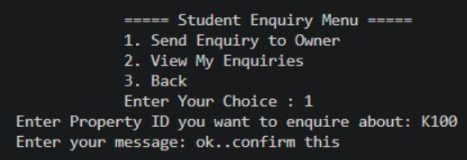 ===== Student Enquiry Menu =====
1. Send Enquiry to Owner
2. View My Enquiries
3. Back
Enter Your Choice : 1
Enter Property ID you want to enquire about: K100
Enter your message: ok..confirm this